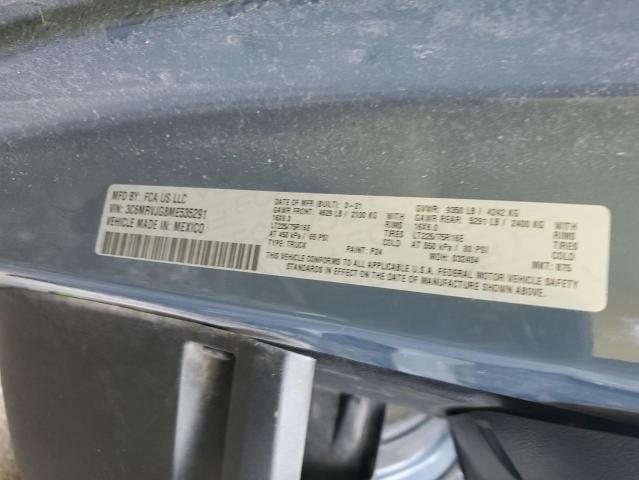 MFD BY: FCA US LLC
VIN: 3C6MRVJG8ME535291
VEHICLE MADE IN: MEXICO
DATE OF MFR (BUILT): 3-21 GVWR: 9350 LB / 4242 KG
GAWR FRONT: 4629 LB / 2100 KG WITH GAWR REAR: 5291 LB / 2400 KG WITH
16X6.0 RIMS 16X6.0 RIMS
LT225/75R16E TIRES LT225/75R16E TIRES
AT 450 kPa / 65 PSI COLD AT 550 kPa / 80 PSI COLD
TYPE: TRUCK PAINT: P24 MDH: 032404 MKT: B75
THIS VEHICLE CONFORMS TO ALL APPLICABLE U.S.A. FEDERAL MOTOR VEHICLE SAFETY
STANDARDS IN EFFECT ON THE DATE OF MANUFACTURE SHOWN ABOVE.